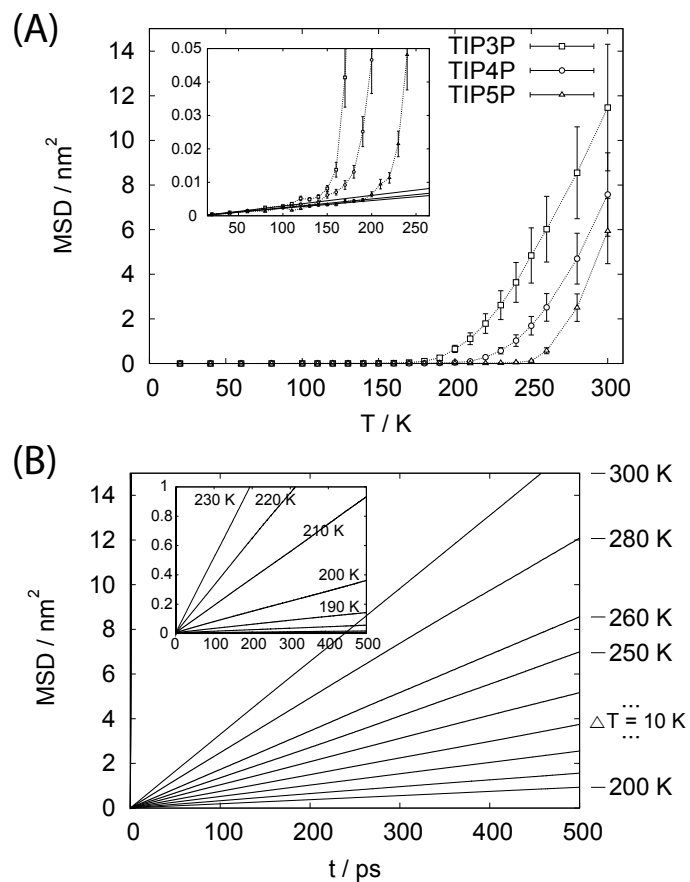 (A)
14
12
10
8
6
4
2
0
MSD / nm2
0.05
0.04
0.03
0.02
0.01
0
50 100 150 200 250
TIP3P
TIP4P
TIP5P
0 50 100 150 200 250 300
T / K
(B)
14
12
10
8
6
4
2
0
MSD / nm2
1
0.8
0.6
0.4
0.2
0
230 K 220 K
210 K
200 K
190 K
0 100 200 300 400 500
300 K
280 K
260 K
250 K
...
△T = 10 K
...
200 K
0 100 200 300 400 500
t / ps